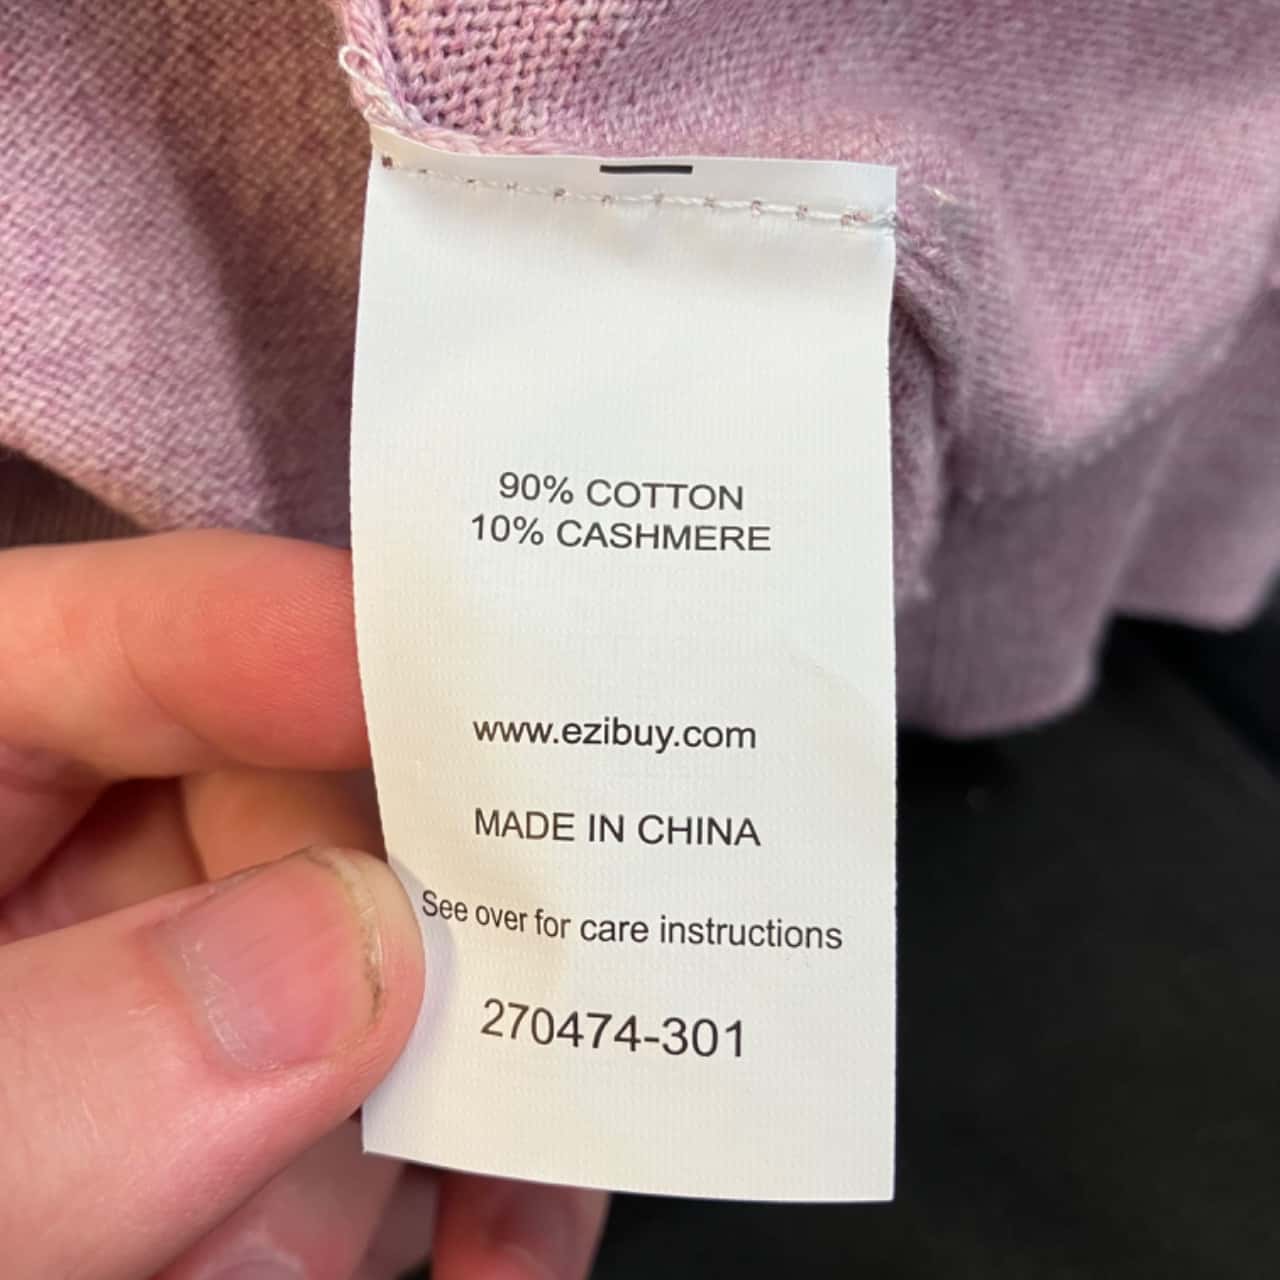 90% COTTON
10% CASHMERE
www.ezibuy.com
MADE IN CHINA
See over for care instructions
270474-301